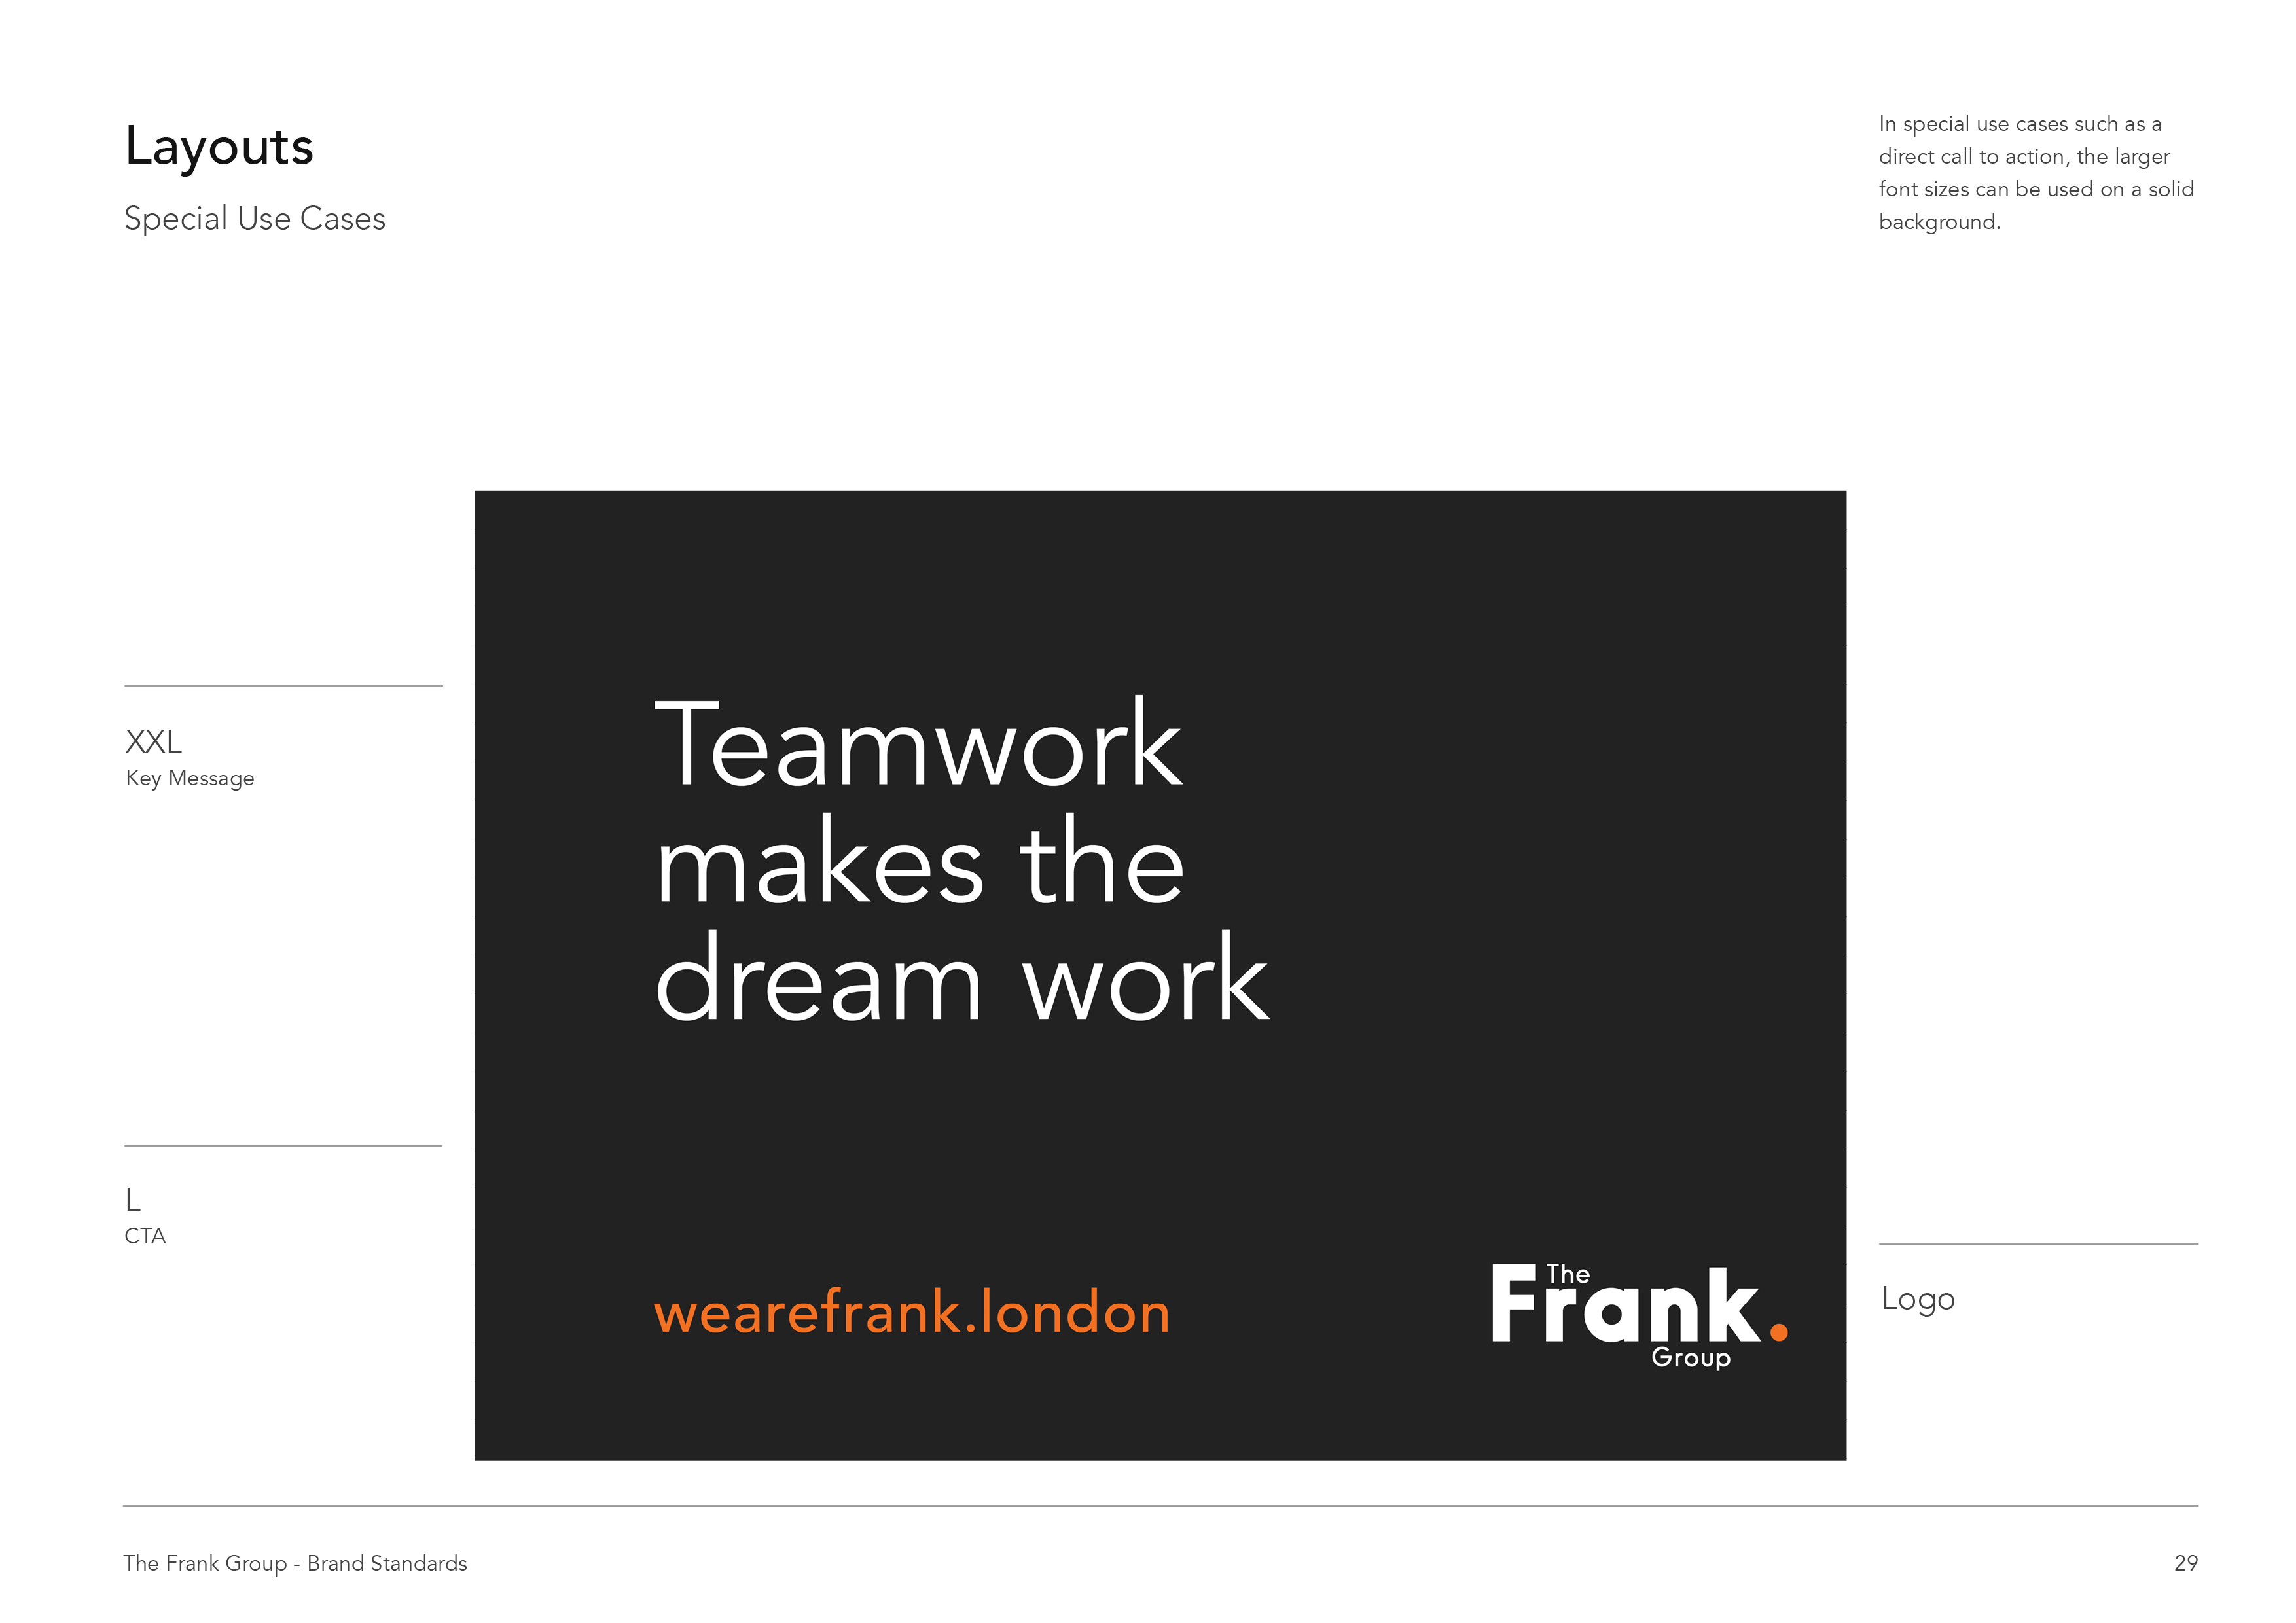 Layouts
Special Use Cases
In special use cases such as a
direct call to action, the larger
font sizes can be used on a solid
background.
XXL
Key Message
Teamwork
makes the
dream work
L
CTA
wearefrank.london
The
Frank.
Group
Logo
The Frank Group - Brand Standards
29